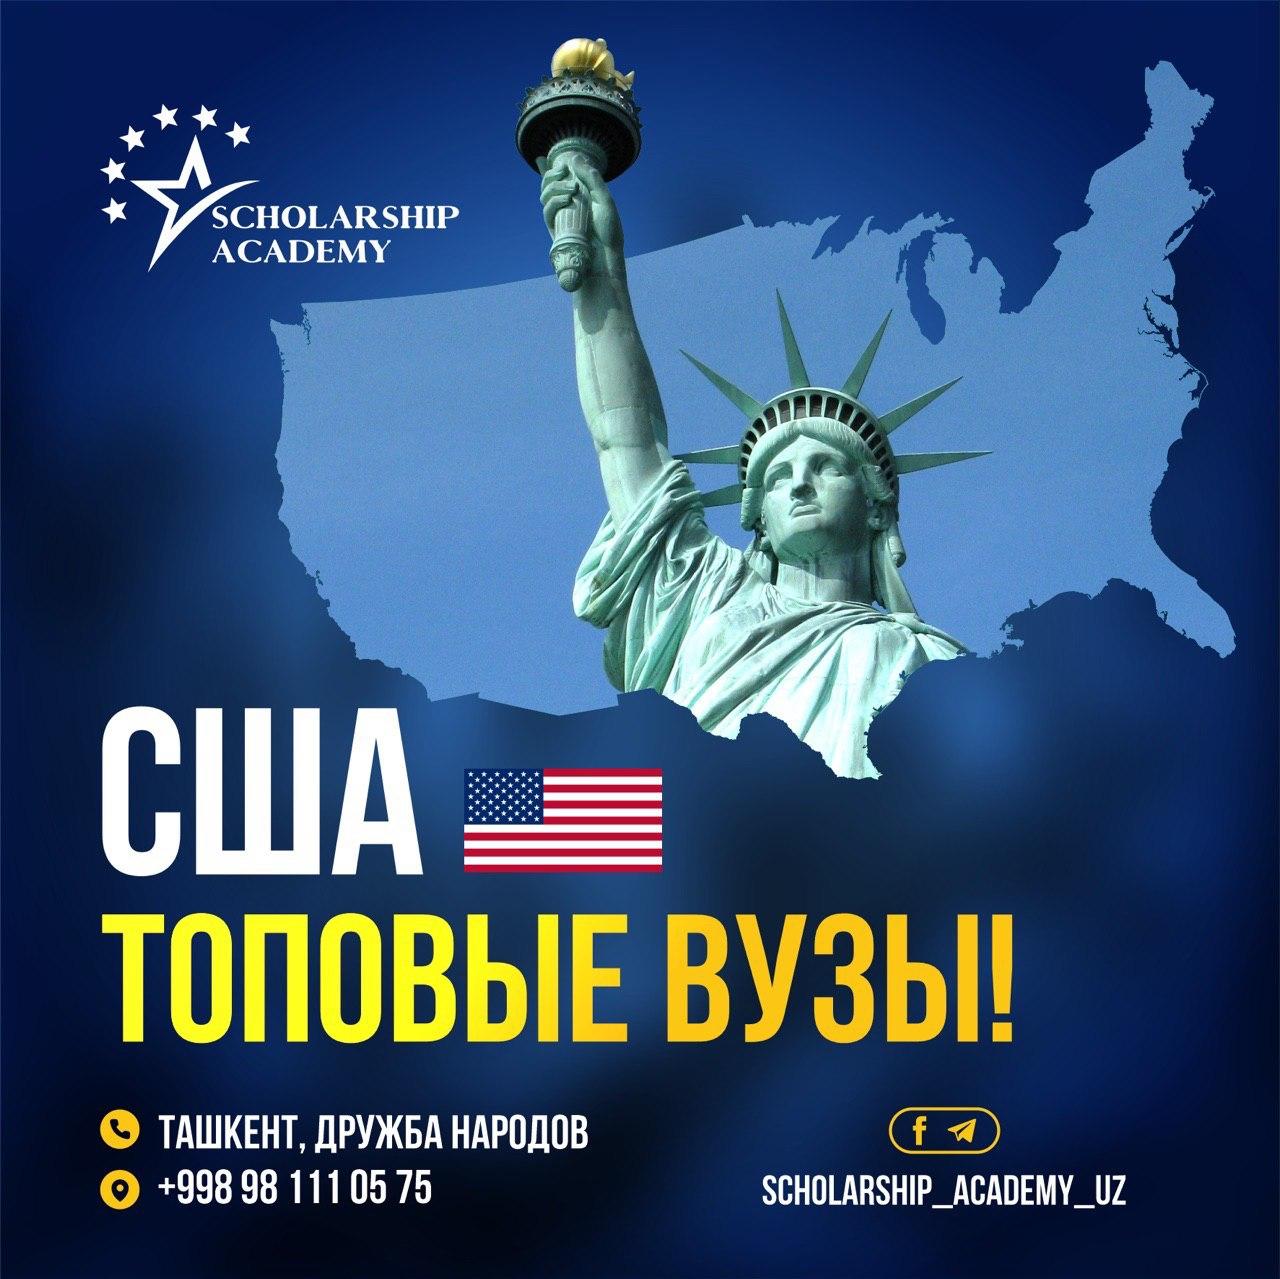 SCHOLARSHIP
ACADEMY
США
ТОПОВЫЕ ВУЗЫ!
ТАШКЕНТ, ДРУЖБА НАРОДОВ
+998 98 111 05 75
SCHOLARSHIP_ACADEMY_UZ